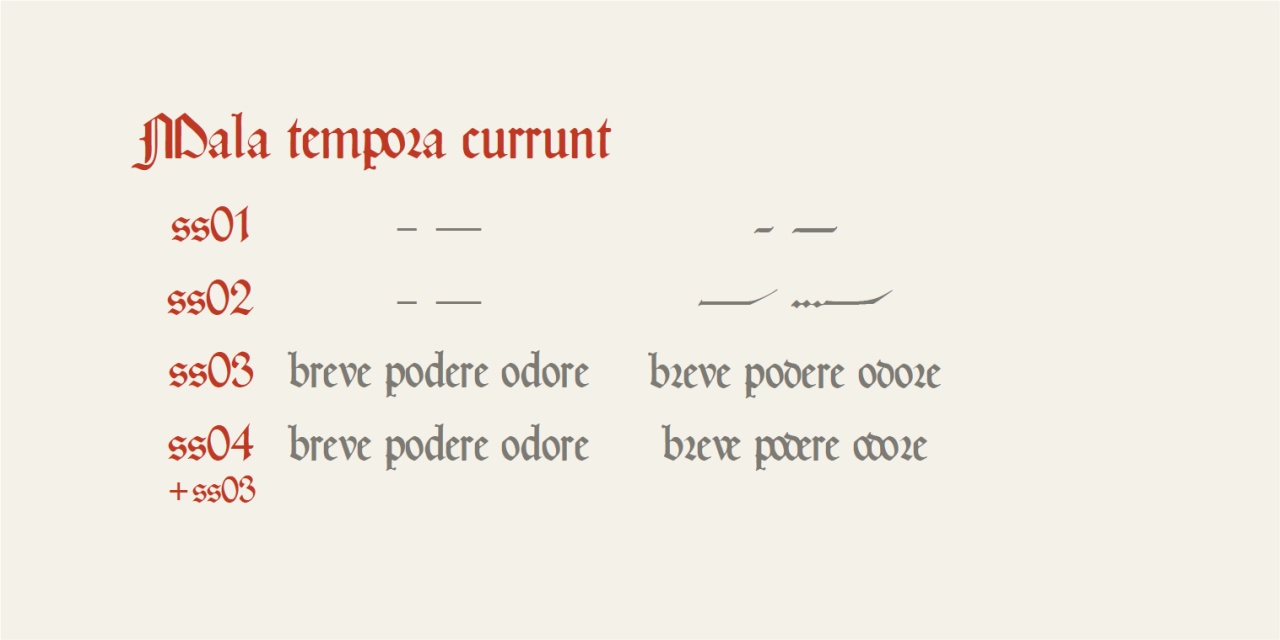 Mala tempora currunt
ss01 – — – —
ss02 – — – —
ss03 breve podere odore breve podere odore
ss04 breve podere odore breve podere odore
+ss03